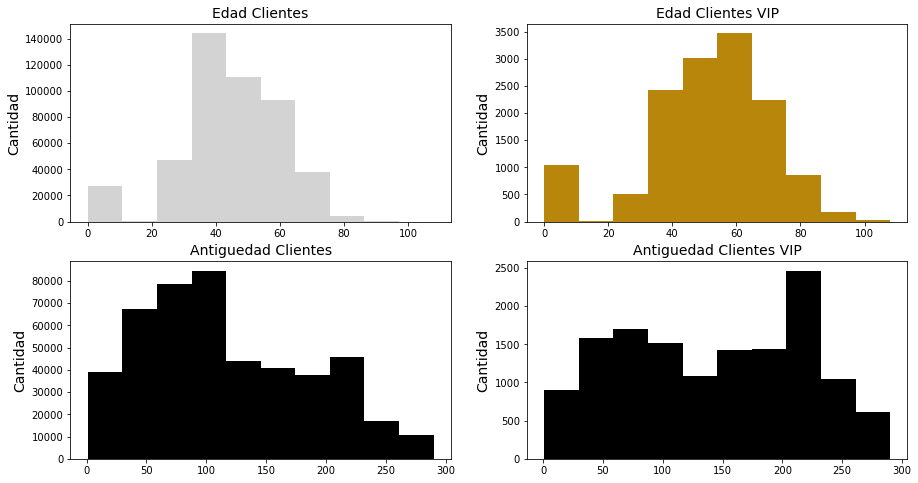 Edad Clientes
Cantidad
140000
120000
100000
80000
60000
40000
20000
0
0 20 40 60 80 100
Edad Clientes VIP
Cantidad
3500
3000
2500
2000
1500
1000
500
0
0 20 40 60 80 100
Antiguedad Clientes
Cantidad
80000
70000
60000
50000
40000
30000
20000
10000
0
0 50 100 150 200 250 300
Antiguedad Clientes VIP
Cantidad
2500
2000
1500
1000
500
0
0 50 100 150 200 250 300